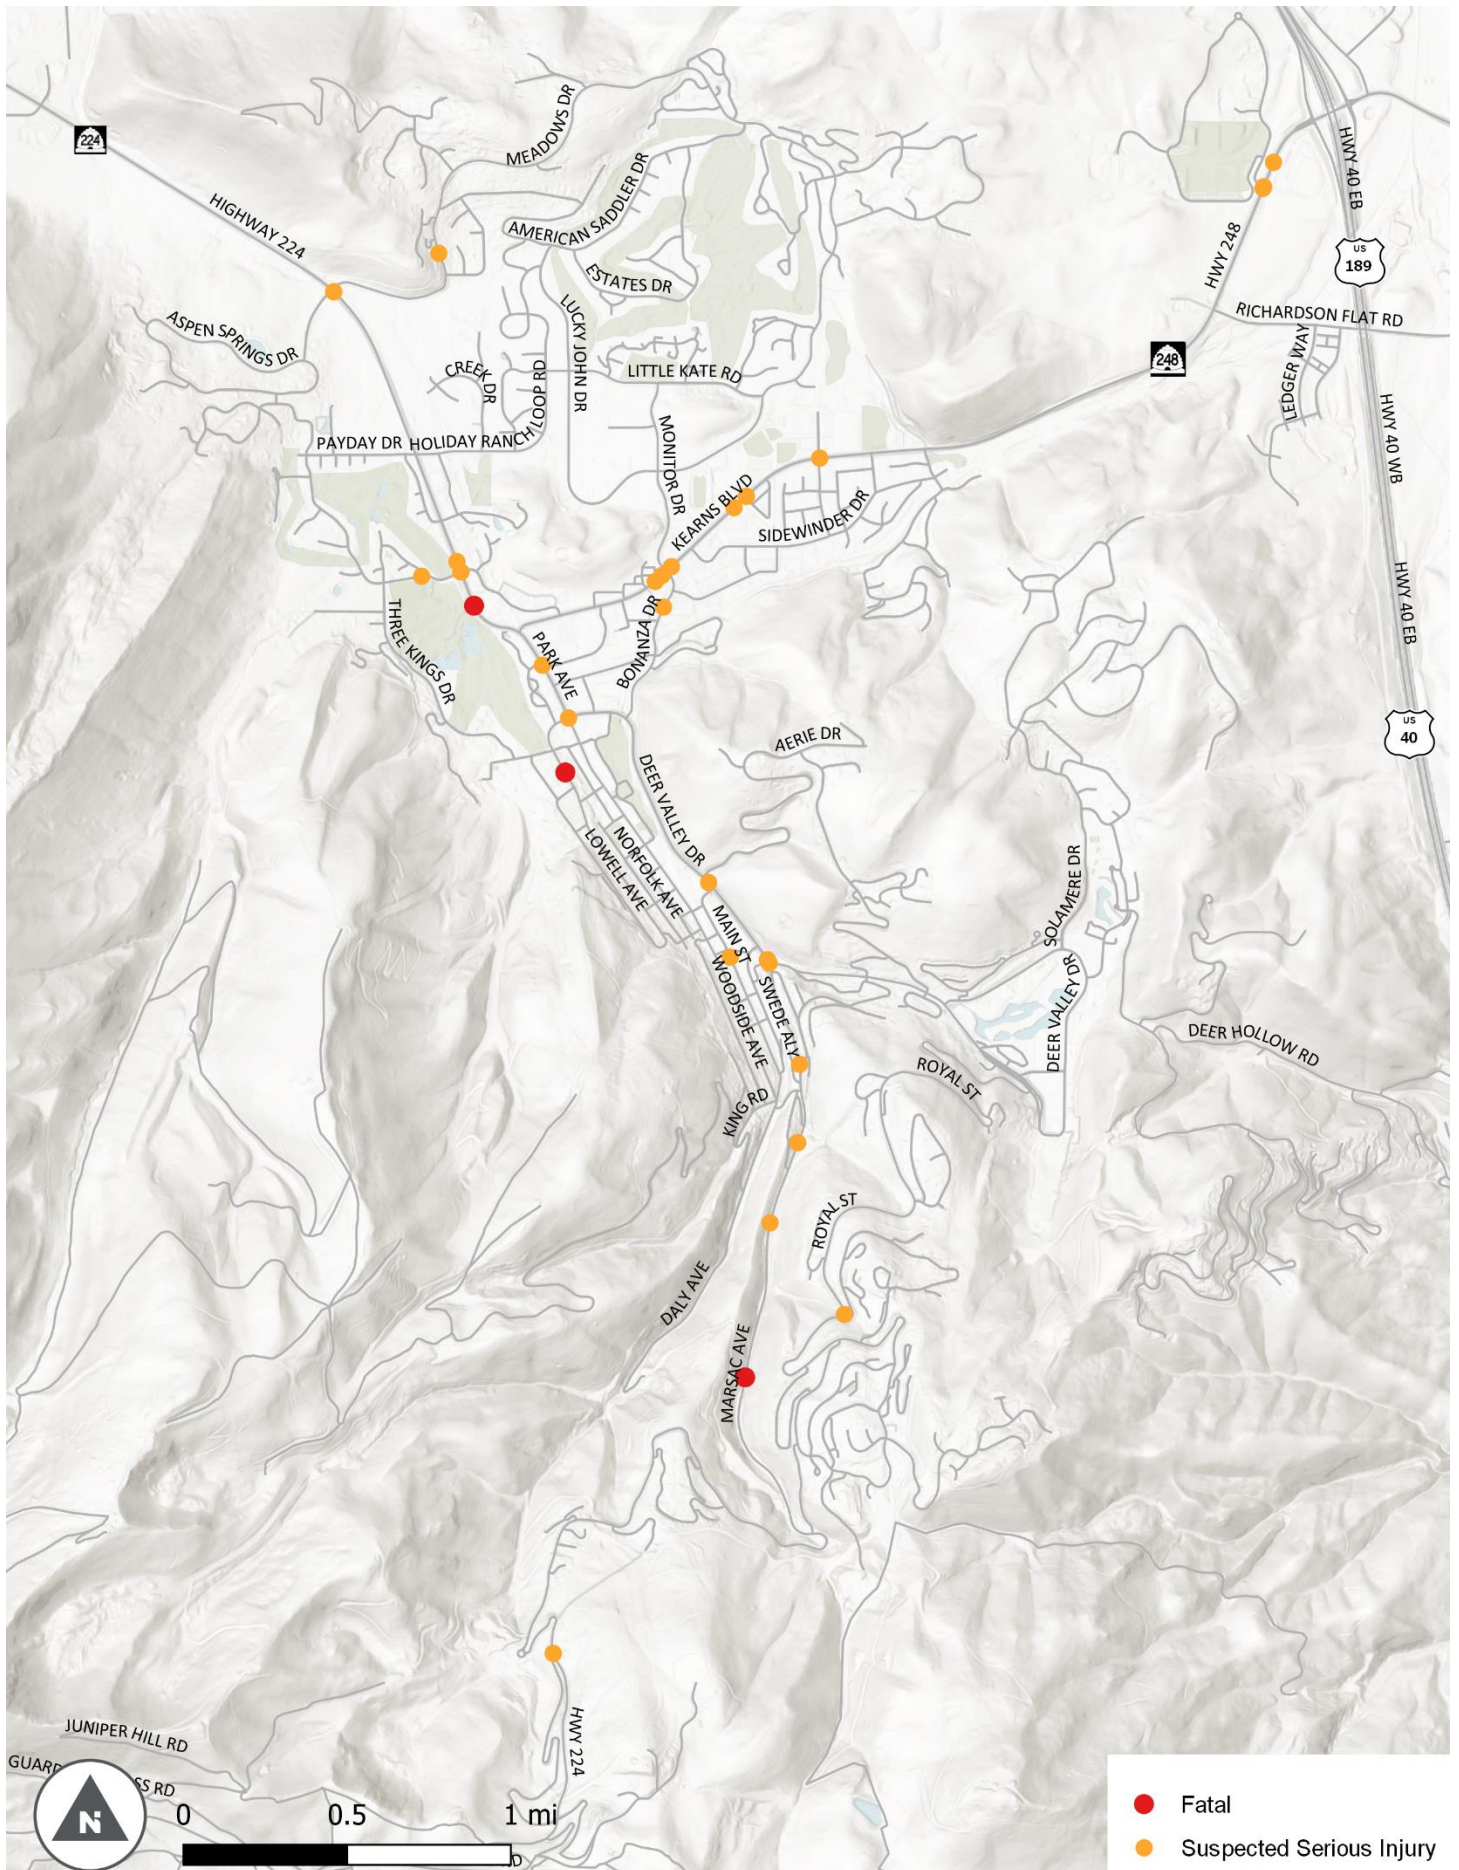 224
HIGHWAY 224
MEADOWS DR
AMERICAN SADDLER DR
ESTATES DR
ASPEN SPRINGS DR
LUCKY JOHN DR
CREEK DR
LITTLE KATE RD
PAYDAY DR
HOLIDAY RANCH LOOP RD
MONITOR DR
KEARNS BLVD
SIDEWINDER DR
HWY 40 EB
US
189
HWY 248
RICHARDSON FLAT RD
248
LEDGER WAY
HWY 40 WB
HWY 40 EB
THREE KINGS DR
PARK AVE
BONANZA DR
US
40
AERIE DR
DEER VALLEY DR
LOWELL AVE
NORFOLK AVE
MAIN ST
SOLAMERE DR
WOODSIDE AVE
SWEDE ALY
DEER VALLEY DR
DEER HOLLOW RD
ROYAL ST
KING RD
ROYAL ST
DALY AVE
MARSAC AVE
HWY 224
JUNIPER HILL RD
GUARD
SS RD
N
0 0.5 1 mi
Fatal
Suspected Serious Injury